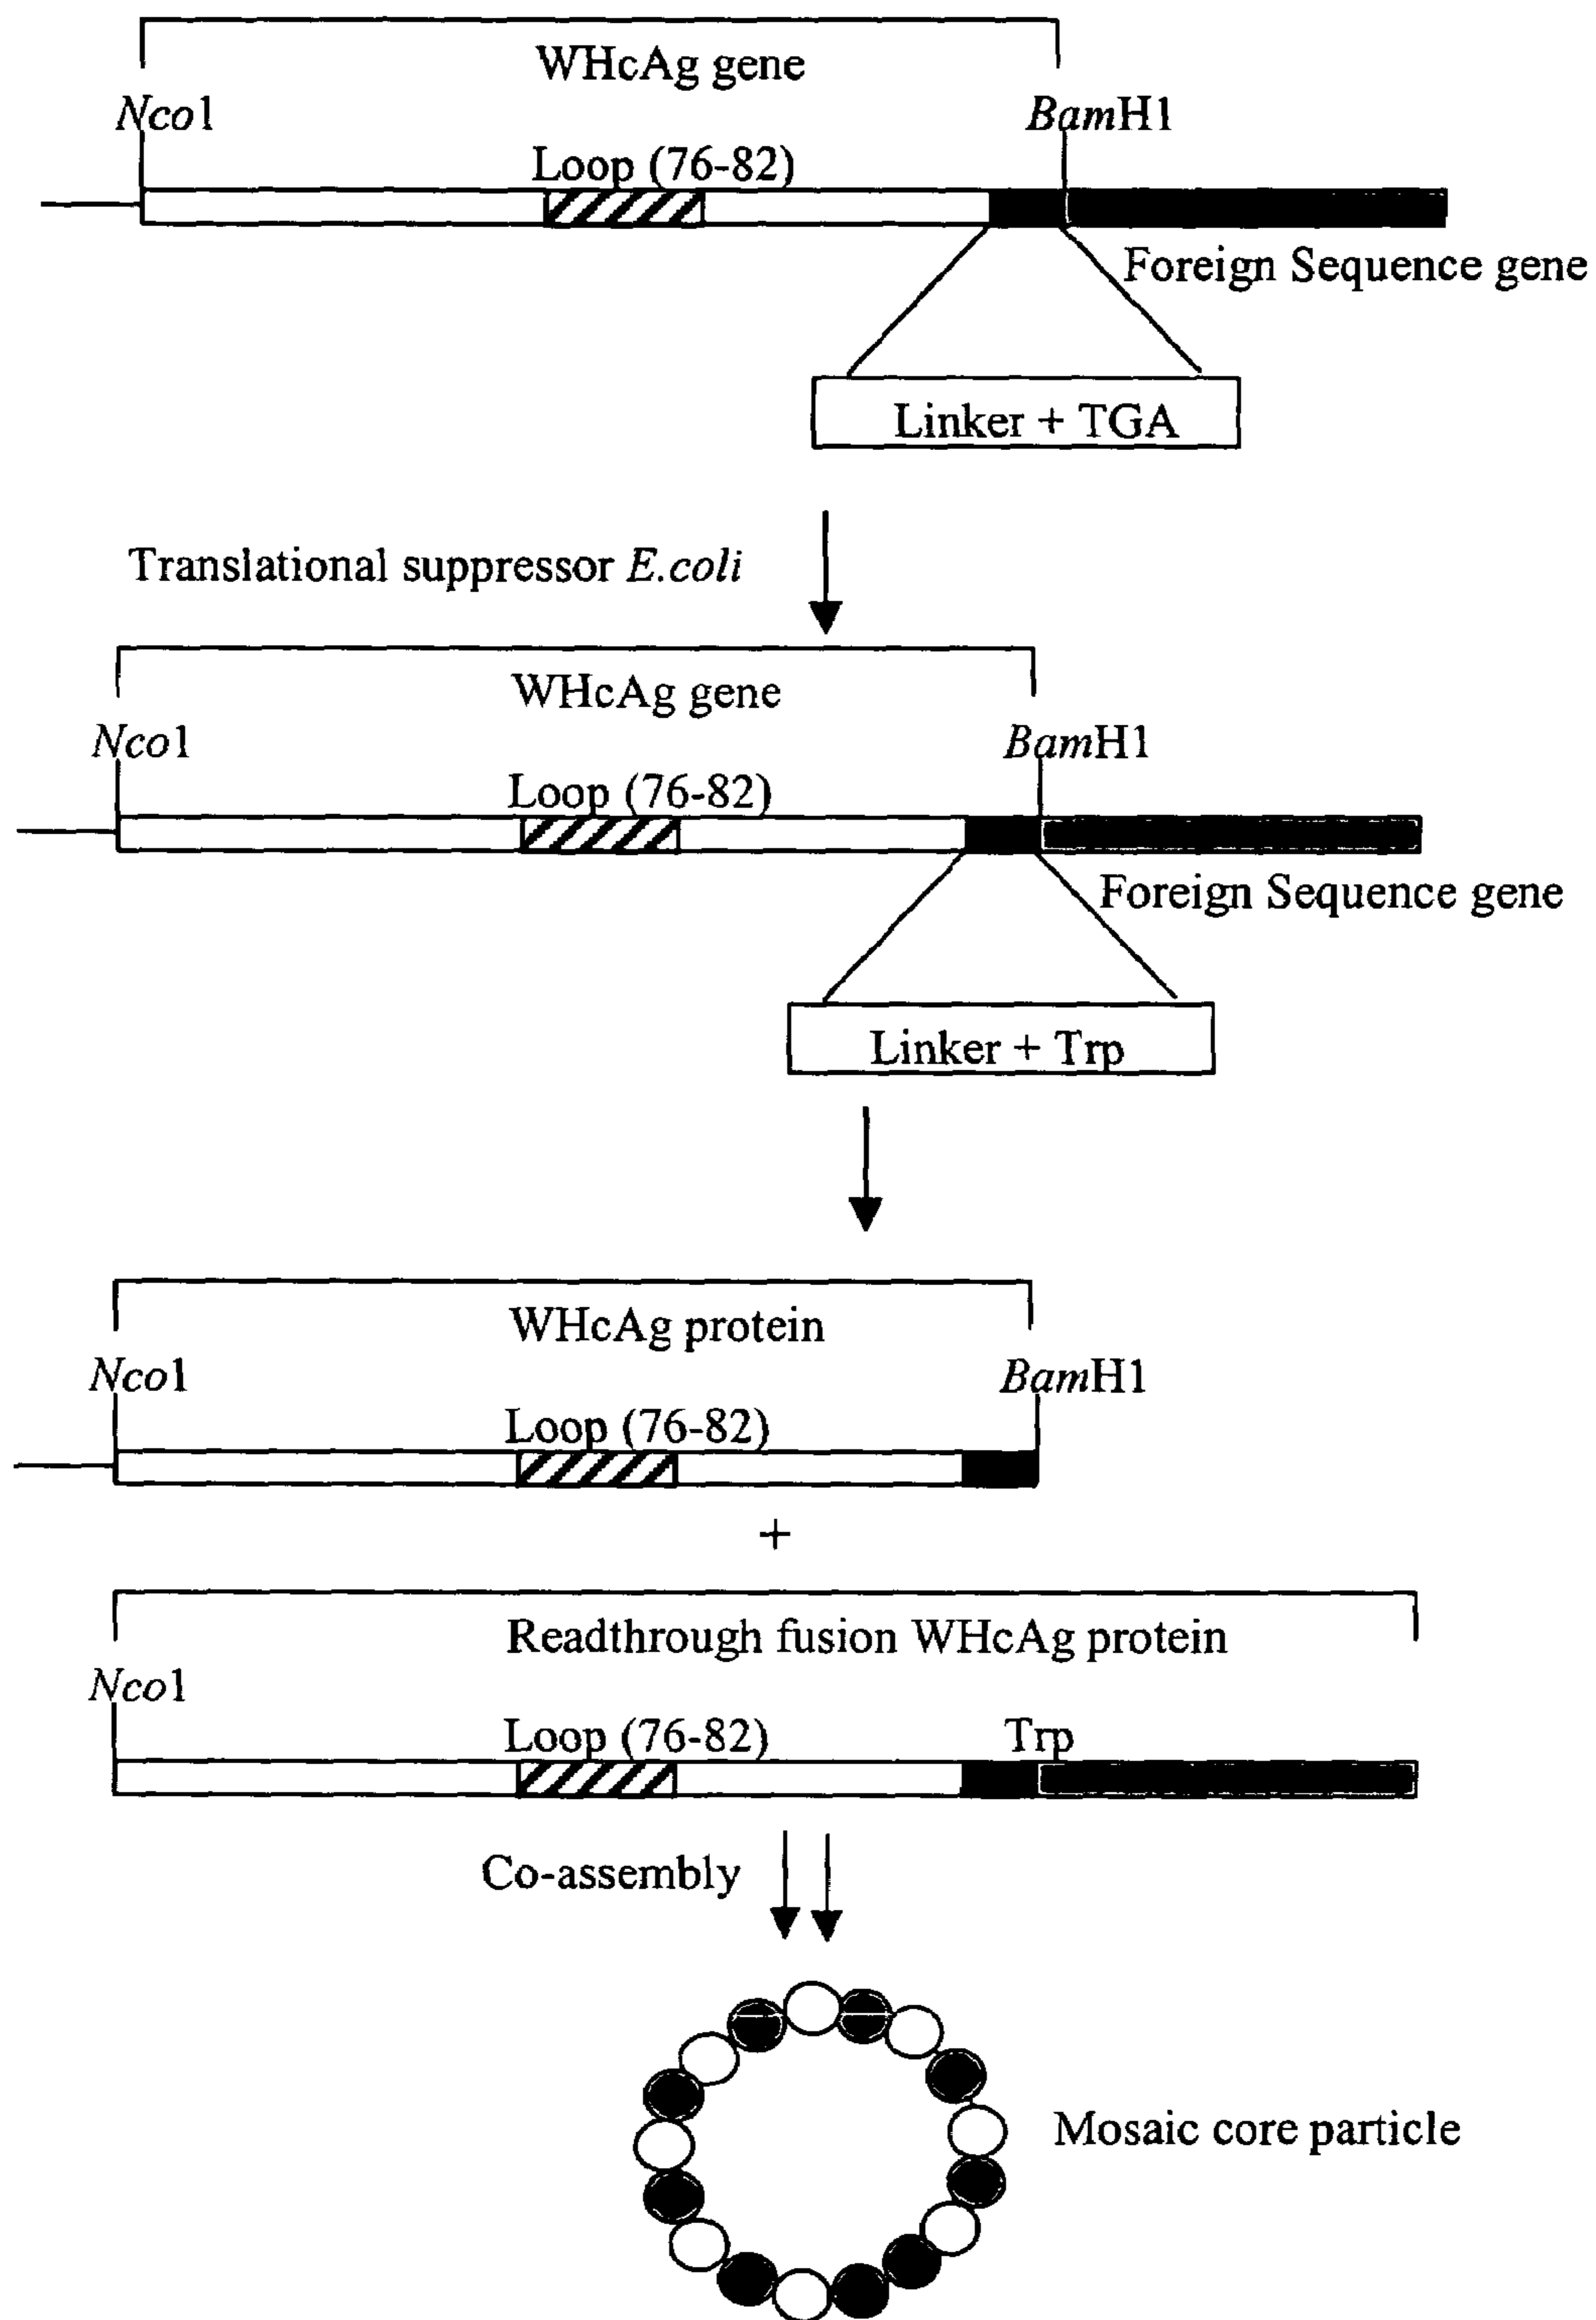 WHcAg gene
Nco1
BamH1
Loop (76-82)
Foreign Sequence gene
Linker + TGA
Translational suppressor E.coli
WHcAg gene
Nco1
BamH1
Loop (76-82)
Foreign Sequence gene
Linker + Trp
WHcAg protein
Nco1
BamH1
Loop (76-82)
+
Readthrough fusion WHcAg protein
Nco1
Loop (76-82)
Trp
Co-assembly
Mosaic core particle